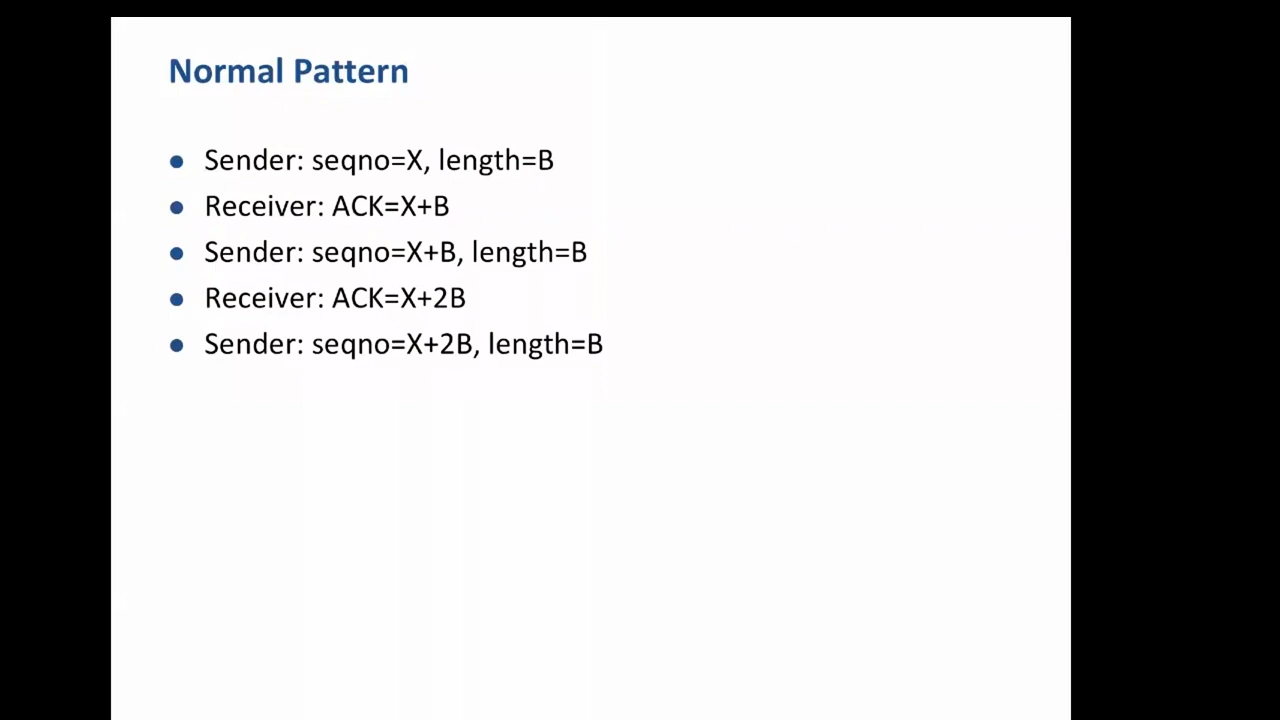 Normal Pattern
● Sender: seqno=X, length=B
● Receiver: ACK=X+B
● Sender: seqno=X+B, length=B
● Receiver: ACK=X+2B
● Sender: seqno=X+2B, length=B